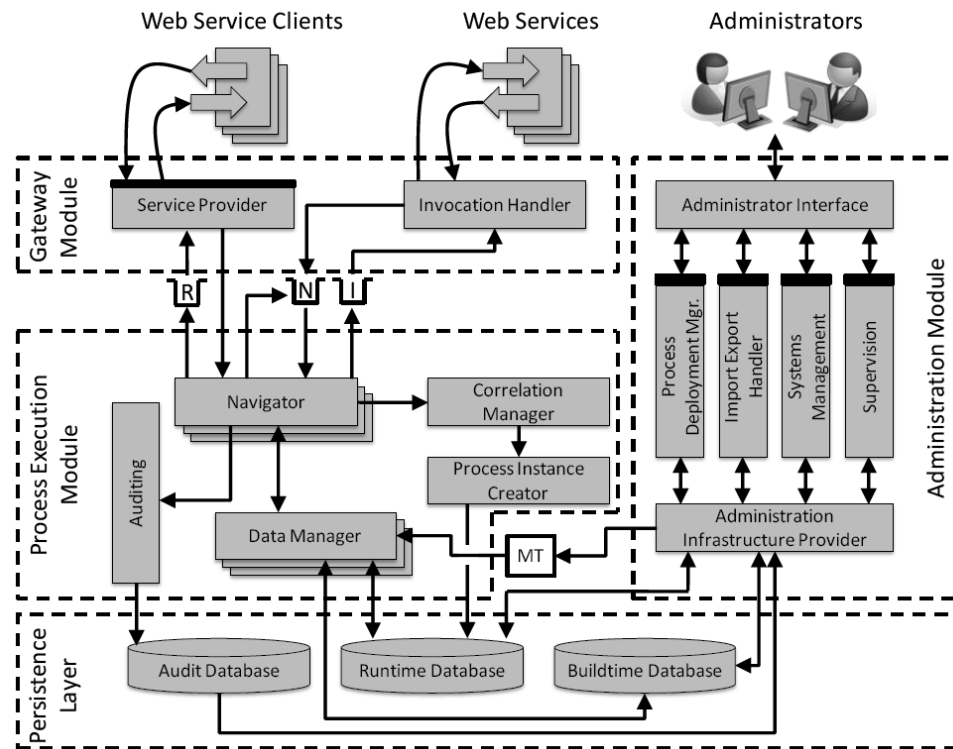 Web Service Clients
Web Services
Administrators
Gateway
Module
Service Provider
Invocation Handler
Administrator Interface
R
N
I
Process
Deployment Mgr.
Import Export
Handler
Systems
Management
Supervision
Administration Module
Process Execution
Module
Navigator
Correlation
Manager
Auditing
Process Instance
Creator
Data Manager
MT
Administration
Infrastructure Provider
Persistence
Layer
Audit Database
Runtime Database
Buildtime Database